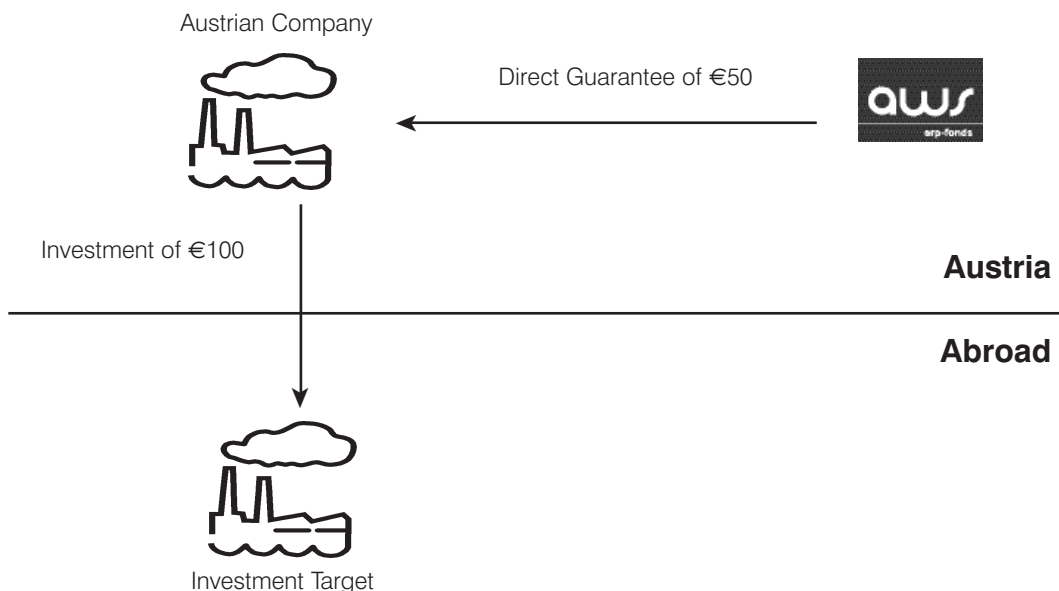 Austrian Company
Direct Guarantee of €50
aws
erp-fonds
Investment of €100
Austria
Abroad
Investment Target